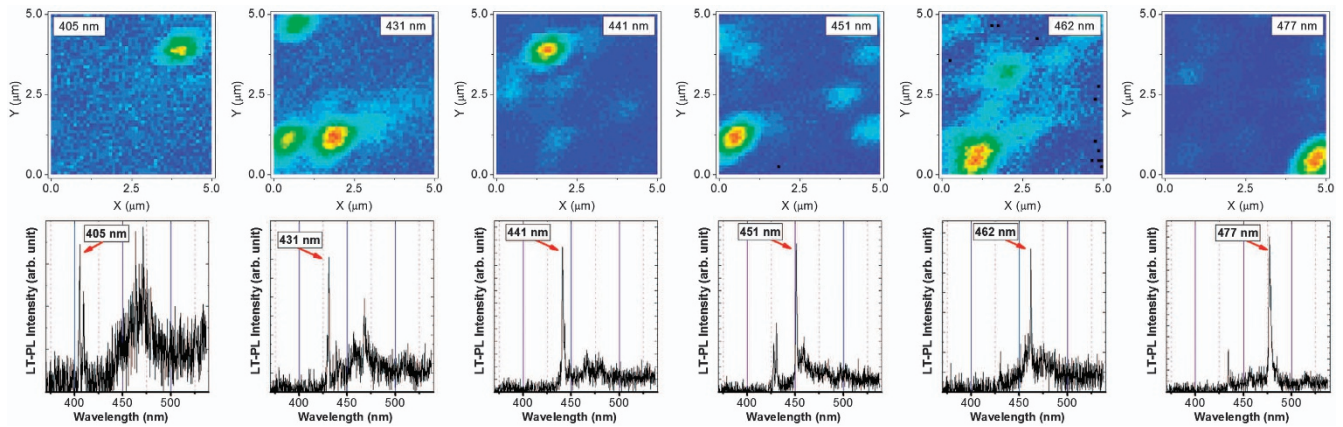 5.0 405 nm 5.0 431 nm 5.0 441 nm 5.0 451 nm 5.0 462 nm 5.0 477 nm
Y (μm) Y (μm) Y (μm) Y (μm) Y (μm) Y (μm)
2.5 2.5 2.5 2.5 2.5 2.5
0.0 0.0 0.0 0.0 0.0 0.0
0.0 2.5 5.0 0.0 2.5 5.0 0.0 2.5 5.0 0.0 2.5 5.0 0.0 2.5 5.0 0.0 2.5 5.0
X (μm) X (μm) X (μm) X (μm) X (μm) X (μm)
LT-PL Intensity (arb. unit) LT-PL Intensity (arb. unit) LT-PL Intensity (arb. unit) LT-PL Intensity (arb. unit) LT-PL Intensity (arb. unit) LT-PL Intensity (arb. unit)
405 nm 431 nm 441 nm 451 nm 462 nm 477 nm
400 450 500 400 450 500 400 450 500 400 450 500 400 450 500 400 450 500
Wavelength (nm) Wavelength (nm) Wavelength (nm) Wavelength (nm) Wavelength (nm) Wavelength (nm)